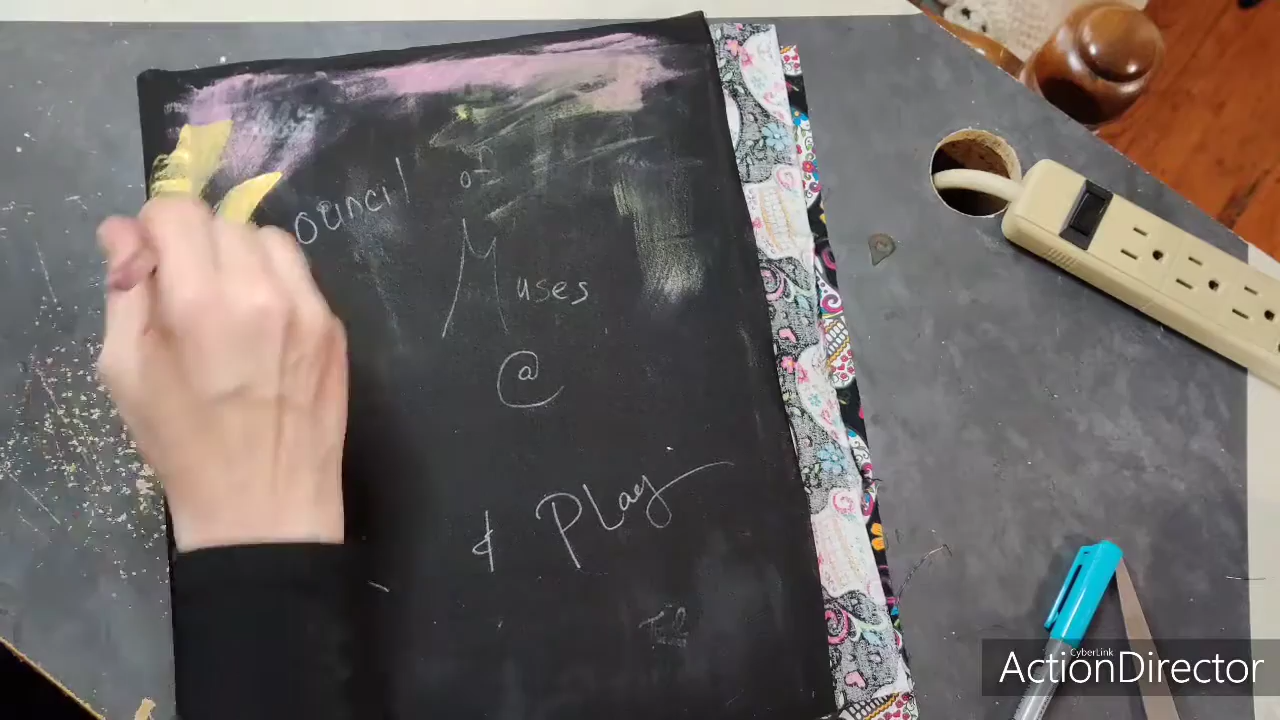 ouncil of
Muses
@
& Play
CyberLink
ActionDirector